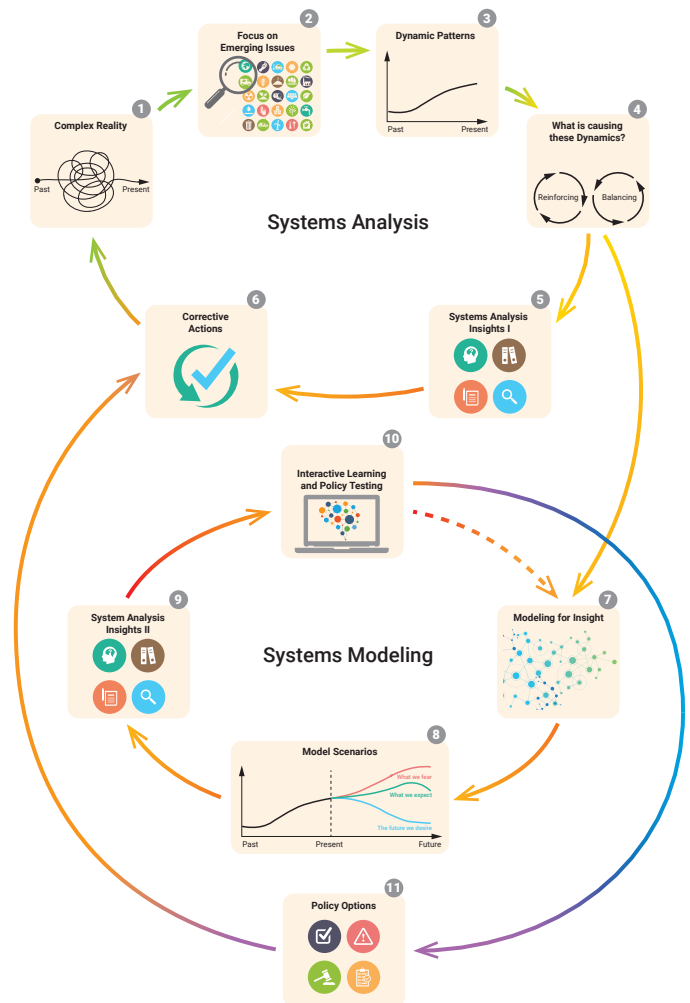 1
Complex Reality
Past
Present
2
Focus on
Emerging Issues
3
Dynamic Patterns
Past
Present
4
What is causing
these Dynamics?
Reinforcing
Balancing
Systems Analysis
5
Systems Analysis
Insights I
6
Corrective
Actions
7
Modeling for Insight
Systems Modeling
8
Model Scenarios
What we fear
What we expect
The future we desire
Past
Present
Future
9
System Analysis
Insights II
10
Interactive Learning
and Policy Testing
11
Policy Options